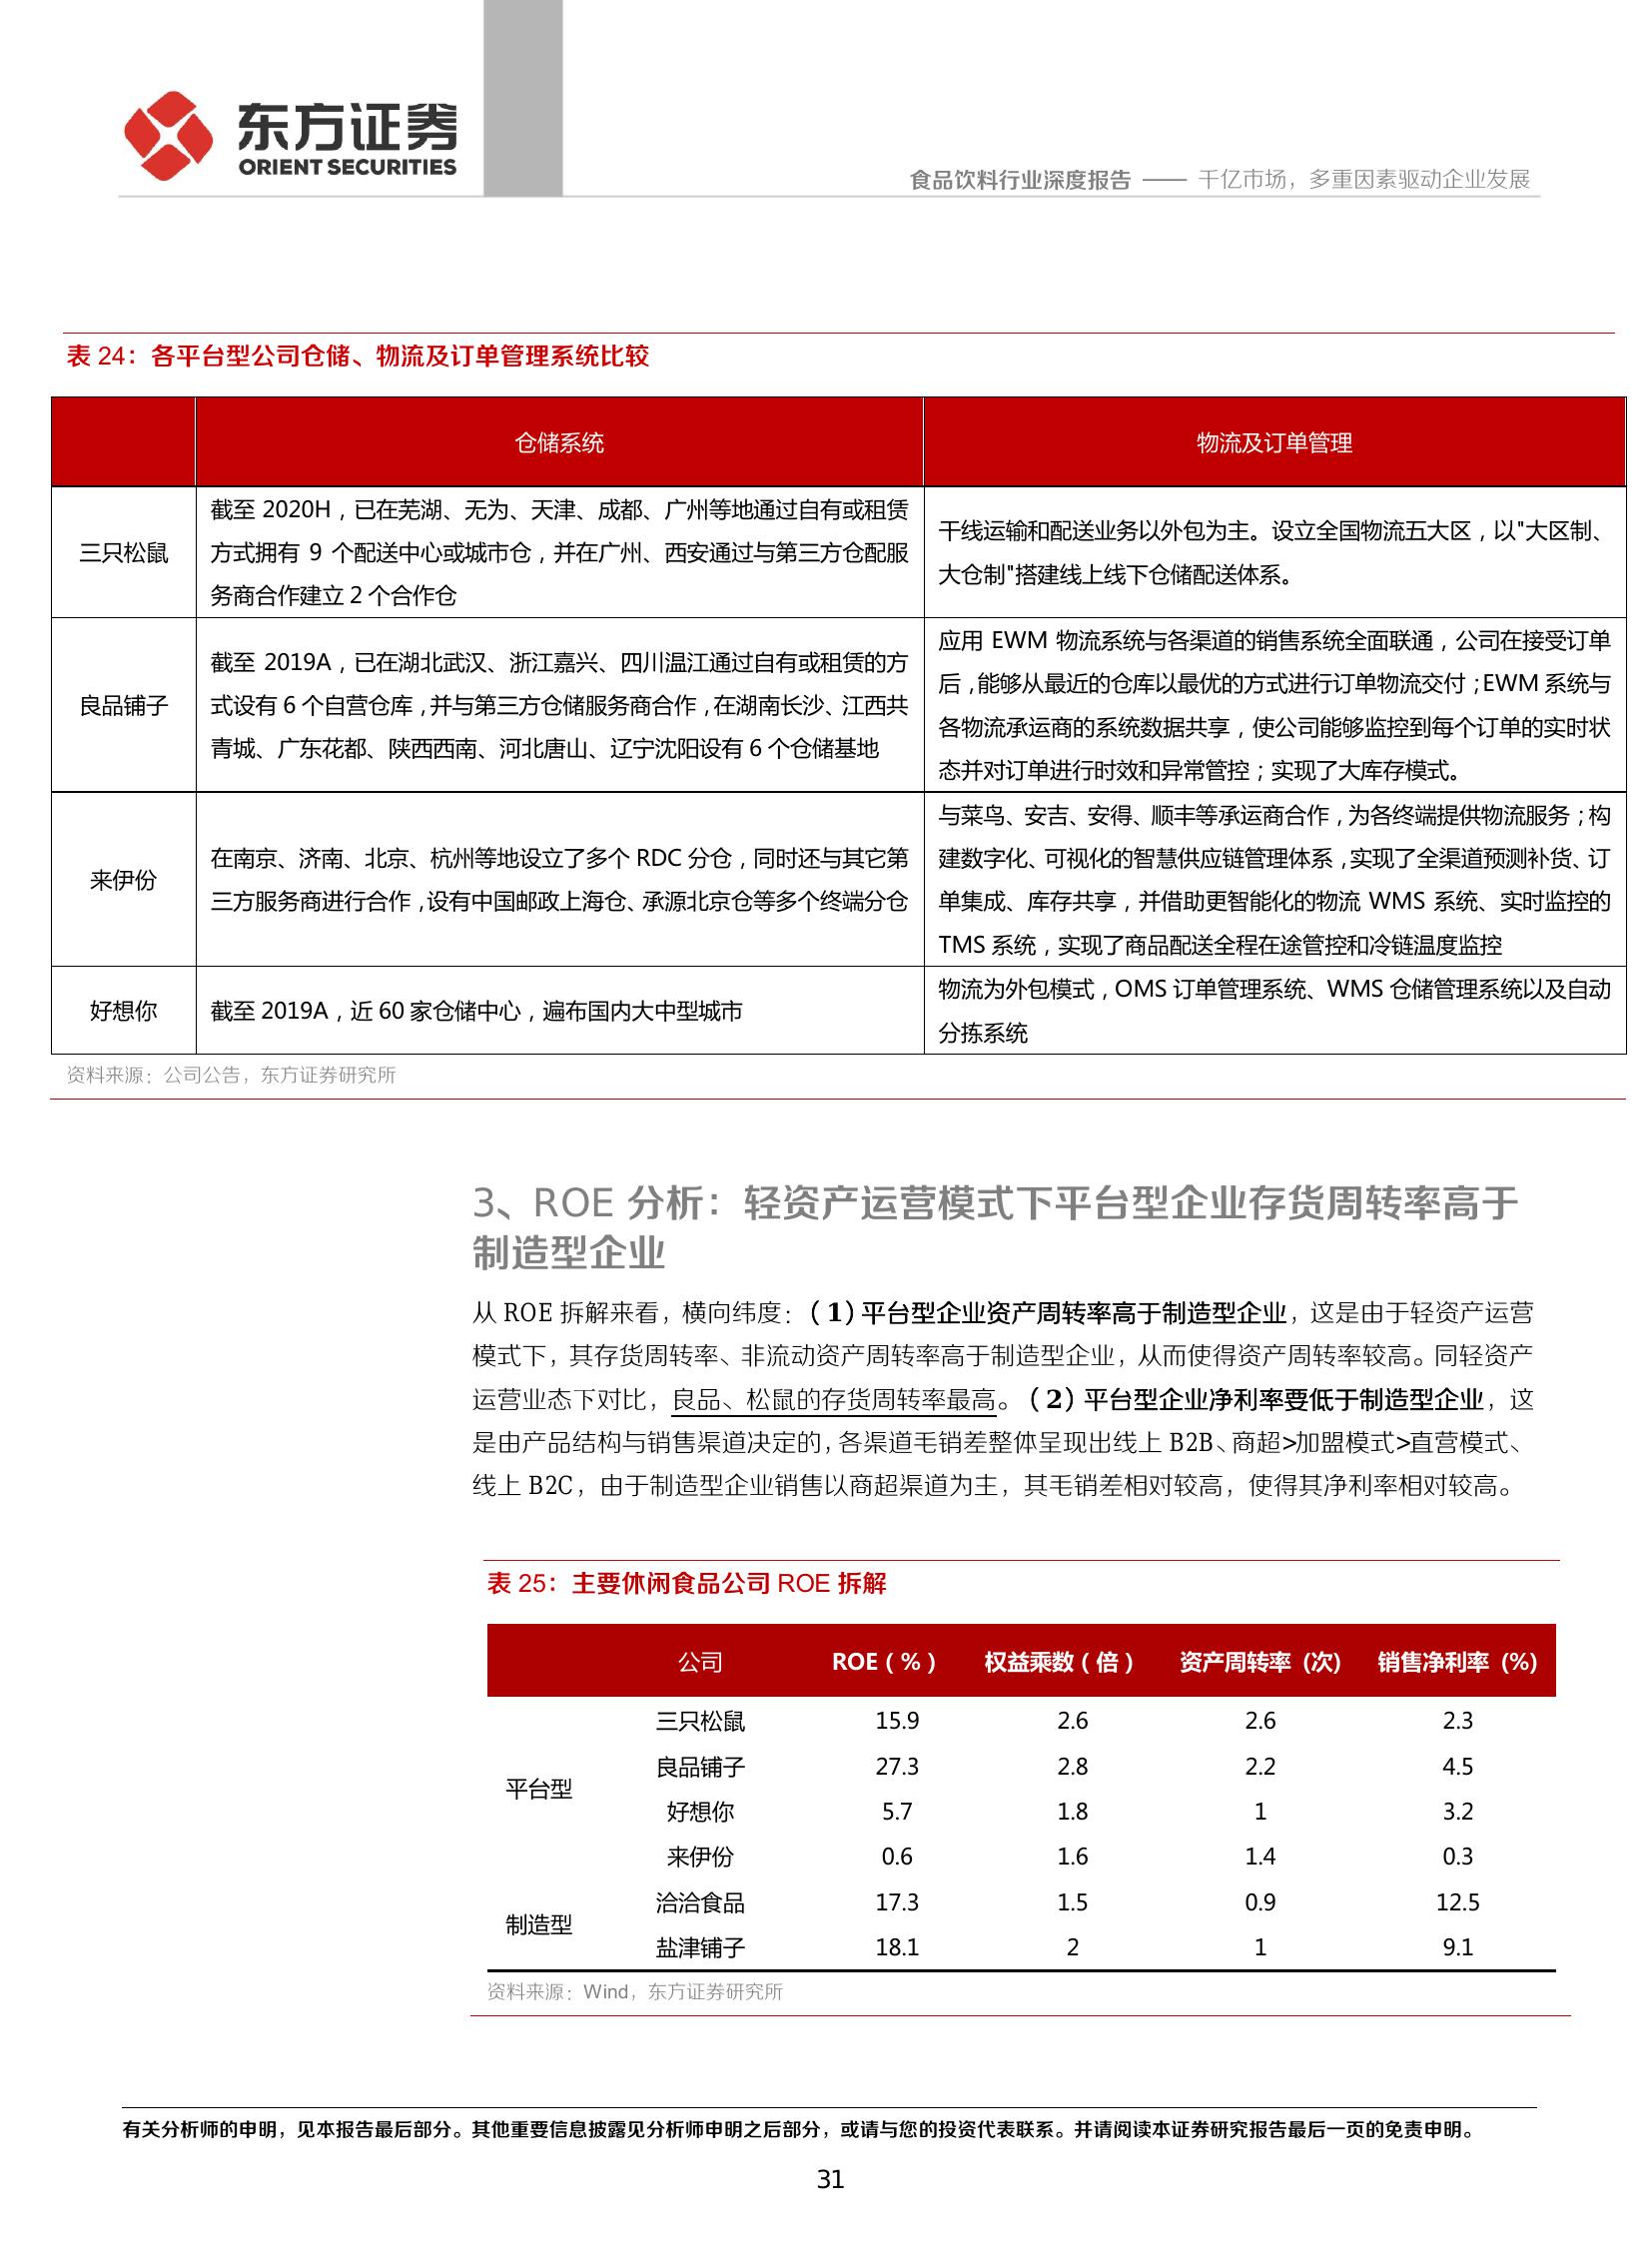 东方证券
ORIENT SECURITIES
食品饮料行业深度报告 —— 千亿市场，多重因素驱动企业发展
表 24：各平台型公司仓储、物流及订单管理系统比较
仓储系统
物流及订单管理
三只松鼠
截至 2020H，已在芜湖、无为、天津、成都、广州等地通过自有或租赁
方式拥有 9 个配送中心或城市仓，并在广州、西安通过与第三方仓配服
务商合作建立 2 个合作仓
干线运输和配送业务以外包为主。设立全国物流五大区，以"大区制、
大仓制"搭建线上线下仓储配送体系。
良品铺子
截至 2019A，已在湖北武汉、浙江嘉兴、四川温江通过自有或租赁的方
式设有 6 个自营仓库，并与第三方仓储服务商合作，在湖南长沙、江西共
青城、广东花都、陕西西南、河北唐山、辽宁沈阳设有 6 个仓储基地
应用 EWM 物流系统与各渠道的销售系统全面联通，公司在接受订单
后，能够从最近的仓库以最优的方式进行订单物流交付；EWM 系统与
各物流承运商的系统数据共享，使公司能够监控到每个订单的实时状
态并对订单进行时效和异常管控；实现了大库存模式。
来伊份
在南京、济南、北京、杭州等地设立了多个 RDC 分仓，同时还与其它第
三方服务商进行合作，设有中国邮政上海仓、承源北京仓等多个终端分仓
与菜鸟、安吉、安得、顺丰等承运商合作，为各终端提供物流服务；构
建数字化、可视化的智慧供应链管理体系，实现了全渠道预测补货、订
单集成、库存共享，并借助更智能化的物流 WMS 系统、实时监控的
TMS 系统，实现了商品配送全程在途管控和冷链温度监控
好想你
截至 2019A，近 60 家仓储中心，遍布国内大中型城市
物流为外包模式，OMS 订单管理系统、WMS 仓储管理系统以及自动
分拣系统
资料来源：公司公告，东方证券研究所
3、ROE 分析：轻资产运营模式下平台型企业存货周转率高于
制造型企业
从 ROE 拆解来看，横向纬度：（1）平台型企业资产周转率高于制造型企业，这是由于轻资产运营
模式下，其存货周转率、非流动资产周转率高于制造型企业，从而使得资产周转率较高。同轻资产
运营业态下对比，良品、松鼠的存货周转率最高。（2）平台型企业净利率要低于制造型企业，这
是由产品结构与销售渠道决定的，各渠道毛销差整体呈现出线上 B2B、商超>加盟模式>直营模式、
线上 B2C，由于制造型企业销售以商超渠道为主，其毛销差相对较高，使得其净利率相对较高。
表 25：主要休闲食品公司 ROE 拆解
公司 ROE（%） 权益乘数（倍） 资产周转率 (次) 销售净利率 (%)
平台型
三只松鼠 15.9 2.6 2.6 2.3
良品铺子 27.3 2.8 2.2 4.5
好想你 5.7 1.8 1 3.2
来伊份 0.6 1.6 1.4 0.3
制造型
洽洽食品 17.3 1.5 0.9 12.5
盐津铺子 18.1 2 1 9.1
资料来源：Wind，东方证券研究所
有关分析师的申明，见本报告最后部分。其他重要信息披露见分析师申明之后部分，或请与您的投资代表联系。并请阅读本证券研究报告最后一页的免责申明。
31